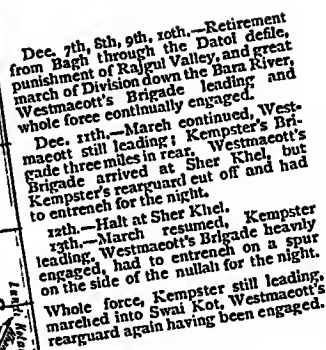 Dec. 7th, 8th, 9th, 10th.—Retirement
from Bagh through the Datoi defile,
punishment of Rajgul Valley, and great
march of Division down the Bara River,
Westmacott's Brigade leading and
whole force continually engaged.
Dec. 11th.—March continued, West-
macott still leading; Kempster's Bri-
gade three miles in rear. Westmacott's
Brigade arrived at Sher Khel, but
Kempster's rearguard cut off and had
to entrench for the night.
12th.—Halt at Sher Khel.
13th.—March resumed, Kempster
leading, Westmacott's Brigade heavily
engaged, had to entrench on a spur
on the side of the nullah for the night.
Whole force, Kempster still leading,
marched into Swai Kot, Westmacott's
rearguard again having been engaged.